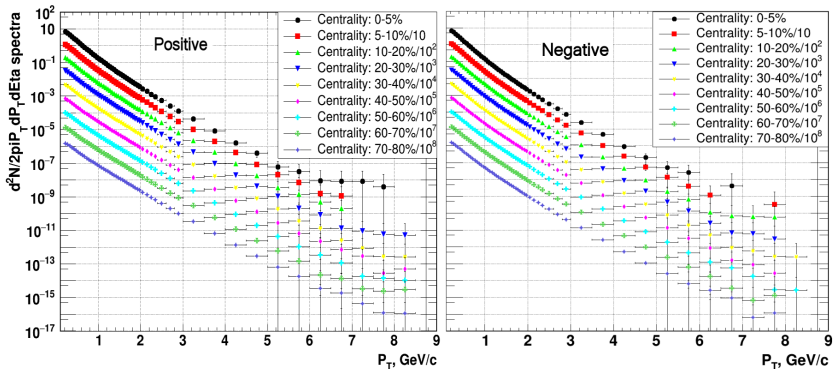 d²N/2piP_T dP_T dEta spectra
10²
10
10⁻¹
10⁻³
10⁻⁵
10⁻⁷
10⁻⁹
10⁻¹¹
10⁻¹³
10⁻¹⁵
10⁻¹⁷
Positive
Centrality: 0-5%
Centrality: 5-10%/10
Centrality: 10-20%/10²
Centrality: 20-30%/10³
Centrality: 30-40%/10⁴
Centrality: 40-50%/10⁵
Centrality: 50-60%/10⁶
Centrality: 60-70%/10⁷
Centrality: 70-80%/10⁸
0 1 2 3 4 5 6 7 8 9
P_T, GeV/c
Negative
Centrality: 0-5%
Centrality: 5-10%/10
Centrality: 10-20%/10²
Centrality: 20-30%/10³
Centrality: 30-40%/10⁴
Centrality: 40-50%/10⁵
Centrality: 50-60%/10⁶
Centrality: 60-70%/10⁷
Centrality: 70-80%/10⁸
1 2 3 4 5 6 7 8 9
P_T, GeV/c